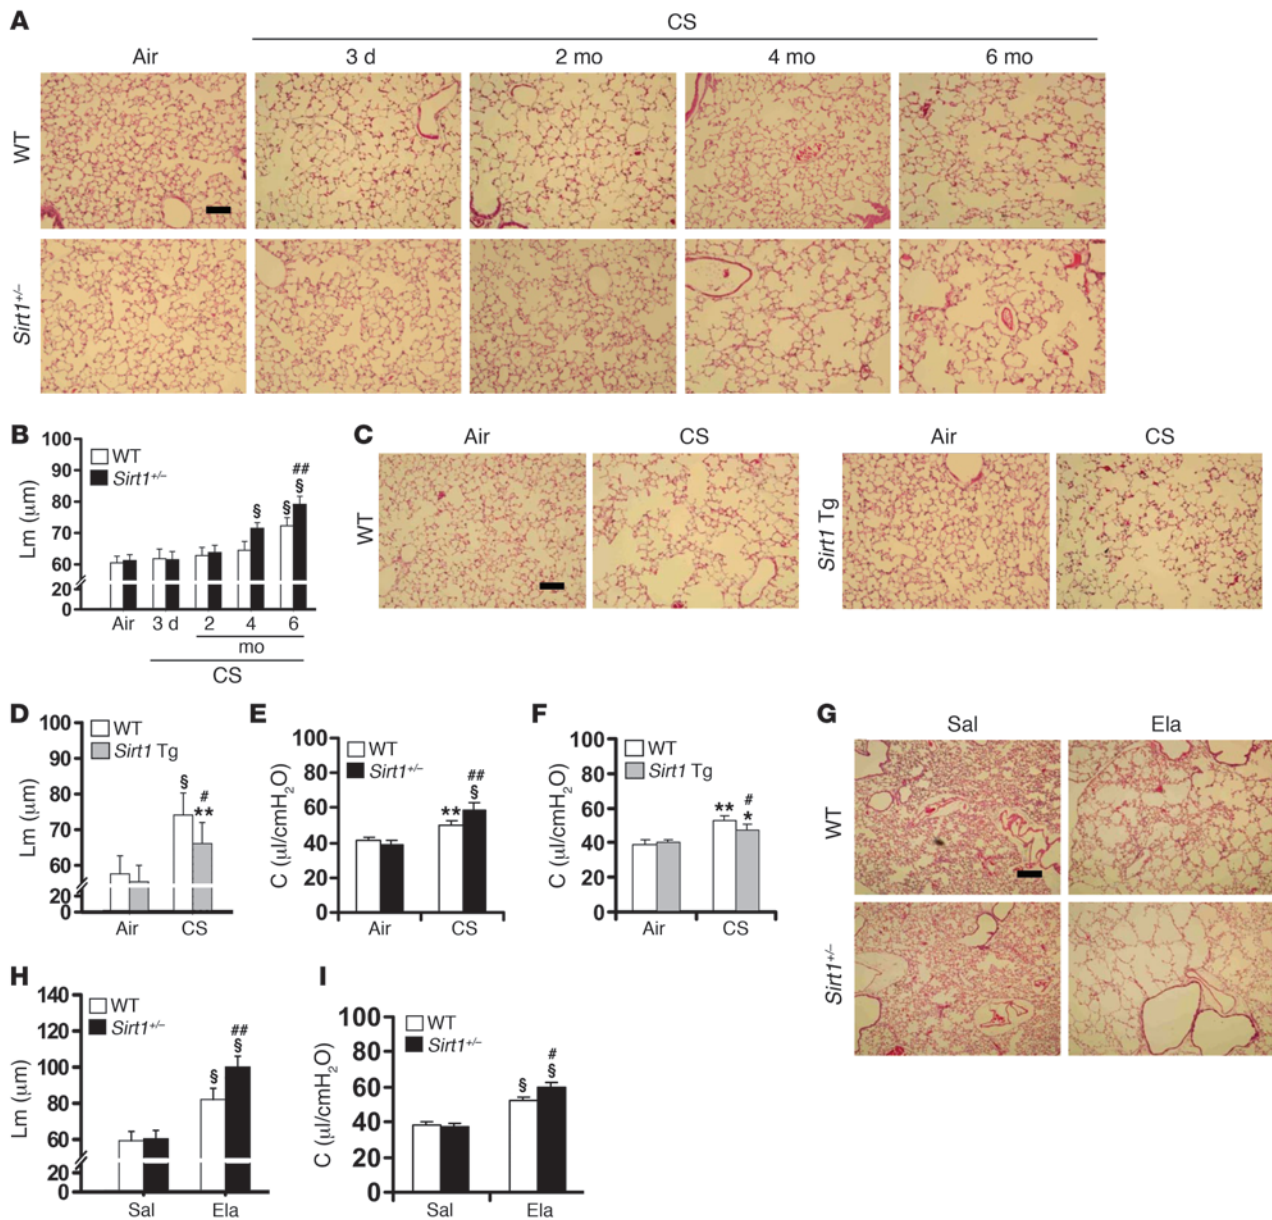 A
CS
Air 3 d 2 mo 4 mo 6 mo
WT
Sirt1+/–
B
100
90
80
70
60
20
0
Lm (µm)
WT
Sirt1+/–
§ § ## §
Air 3 d 2 4 6
mo
CS
C
Air CS Air CS
WT
Sirt1 Tg
D
100
90
80
70
60
20
0
Lm (µm)
WT
Sirt1 Tg
§ # **
Air CS
E
100
80
60
40
20
0
C (µl/cmH2O)
WT
Sirt1+/–
** ## §
Air CS
F
100
80
60
40
20
0
C (µl/cmH2O)
WT
Sirt1 Tg
** # *
Air CS
G
Sal Ela
WT
Sirt1+/–
H
140
120
100
80
60
20
0
Lm (µm)
WT
Sirt1+/–
§ ## §
Sal Ela
I
100
80
60
40
20
0
C (µl/cmH2O)
WT
Sirt1+/–
§ # §
Sal Ela